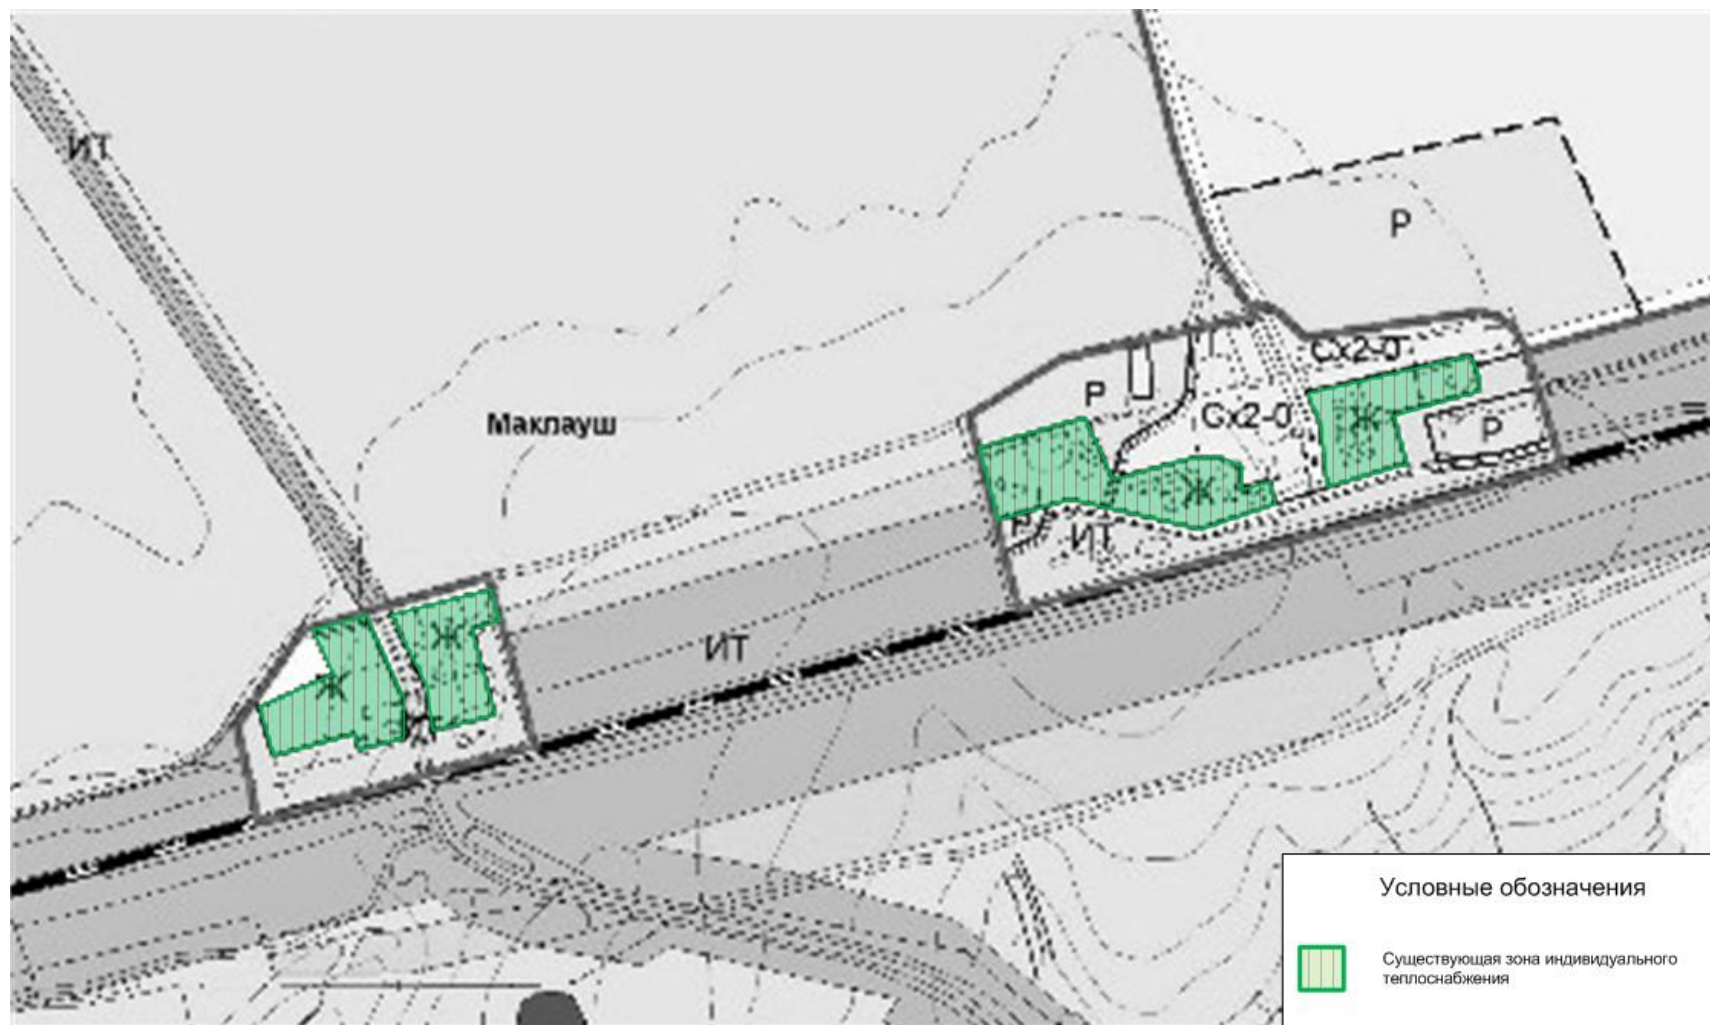 ИТ
Р
Сх2-0
Р
Маклауш
Сх2-0
Ж
Р
Ж
Р
ИТ
Ж
ИТ
Ж
Условные обозначения
Существующая зона индивидуального
теплоснабжения